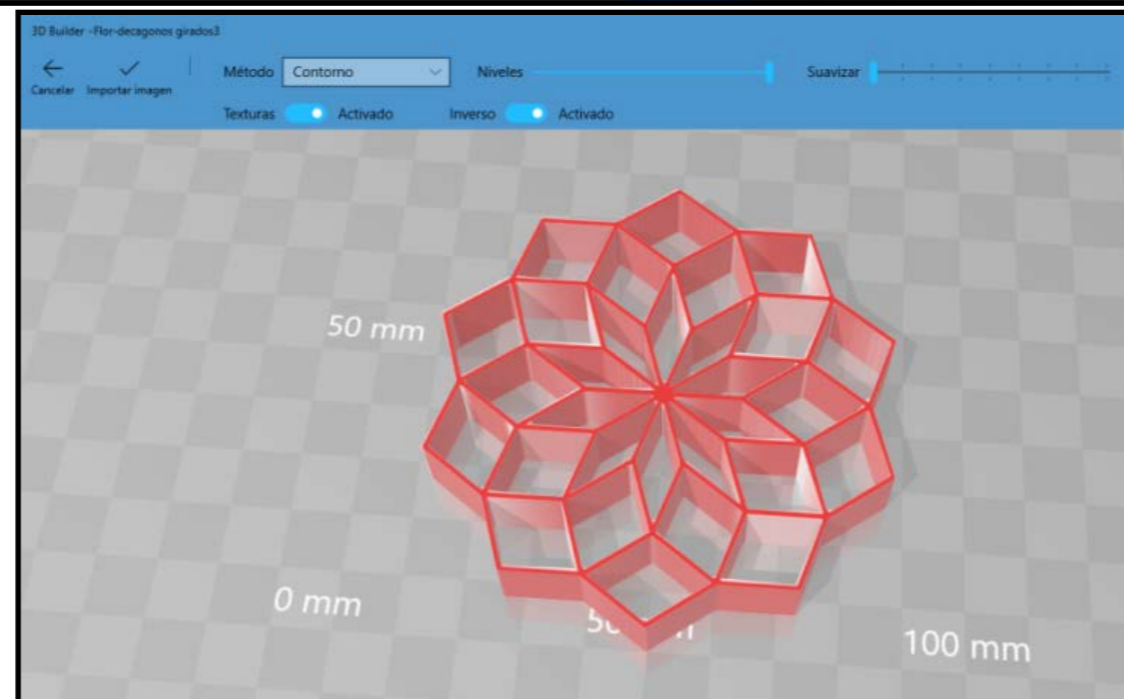 3D Builder -Flor-decagonos girados3
Cancelar
Importar imagen
Método
Contorno
Niveles
Suavizar
Texturas
Activado
Inverso
Activado
50 mm
0 mm
100 mm